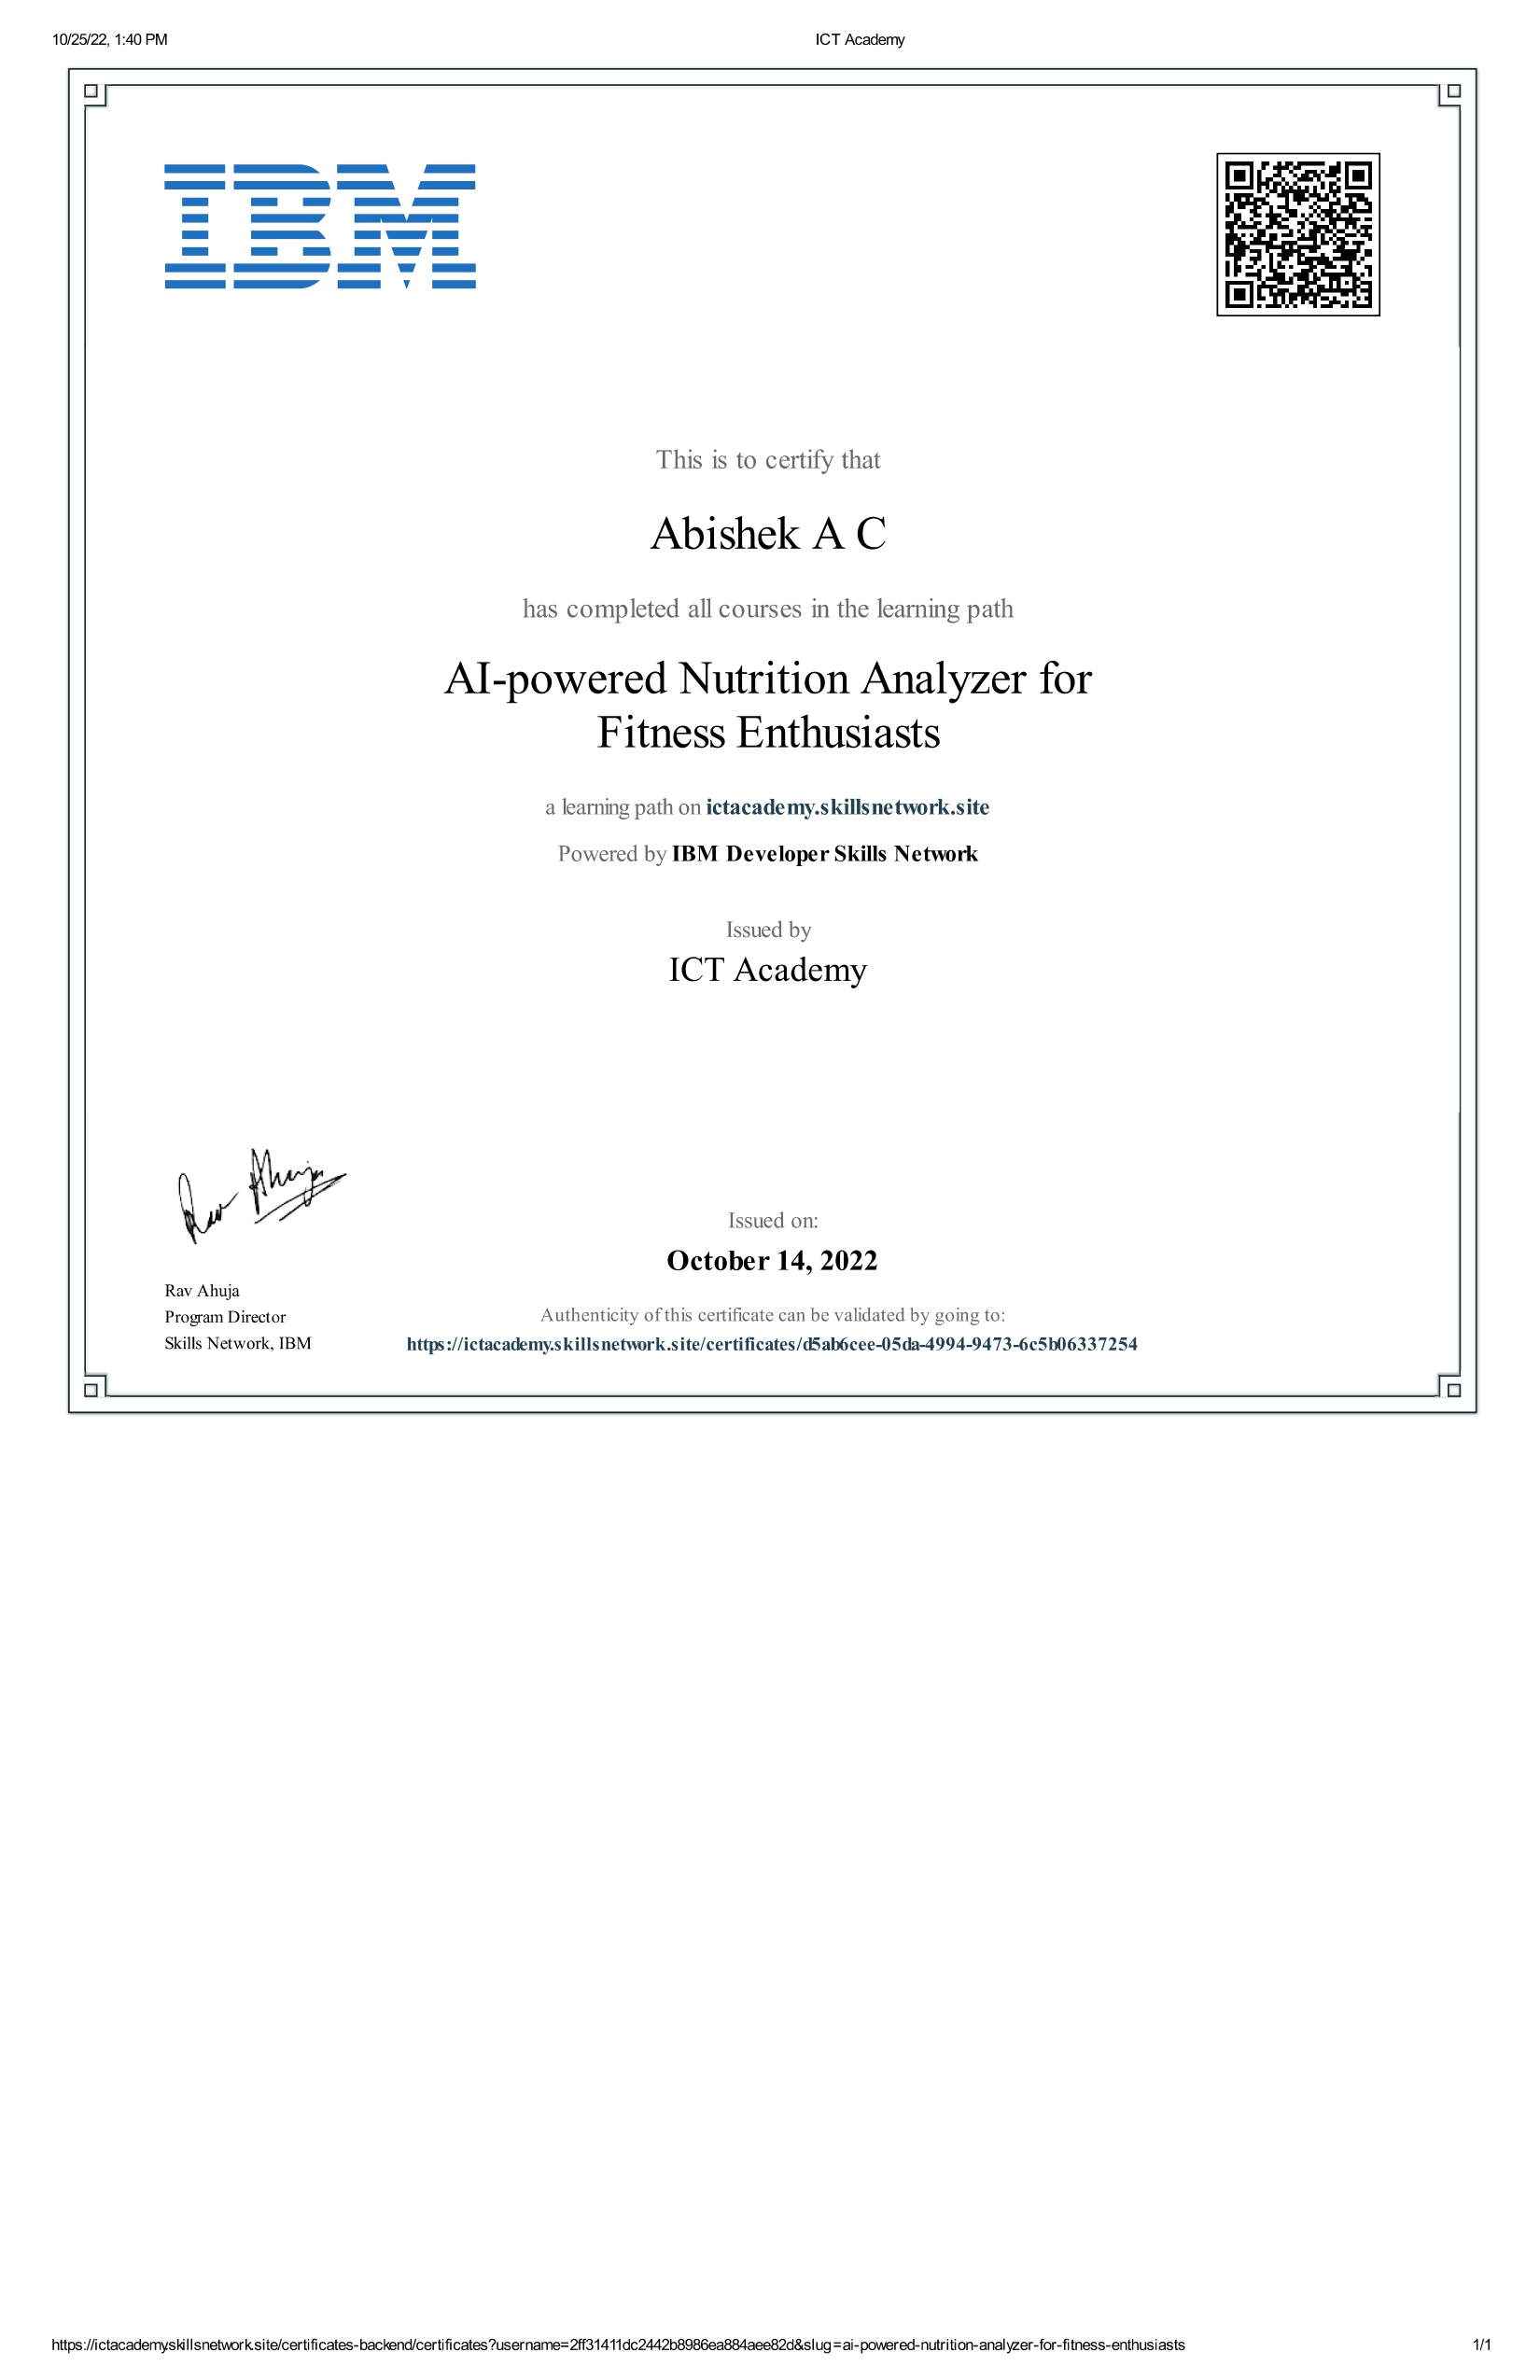 10/25/22, 1:40 PM
ICT Academy
IBM
This is to certify that
Abishek A C
has completed all courses in the learning path
AI-powered Nutrition Analyzer for
Fitness Enthusiasts
a learning path on ictacademy.skillsnetwork.site
Powered by IBM Developer Skills Network
Issued by
ICT Academy
Rav Ahuja
Issued on:
October 14, 2022
Rav Ahuja
Program Director
Skills Network, IBM
Authenticity of this certificate can be validated by going to:
https://ictacademy.skillsnetwork.site/certificates/d5ab6cee-05da-4994-9473-6c5b06337254
https://ictacademy.skillsnetwork.site/certificates-backend/certificates?username=2ff31411dc2442b8986ea884aee82d&slug=ai-powered-nutrition-analyzer-for-fitness-enthusiasts
1/1